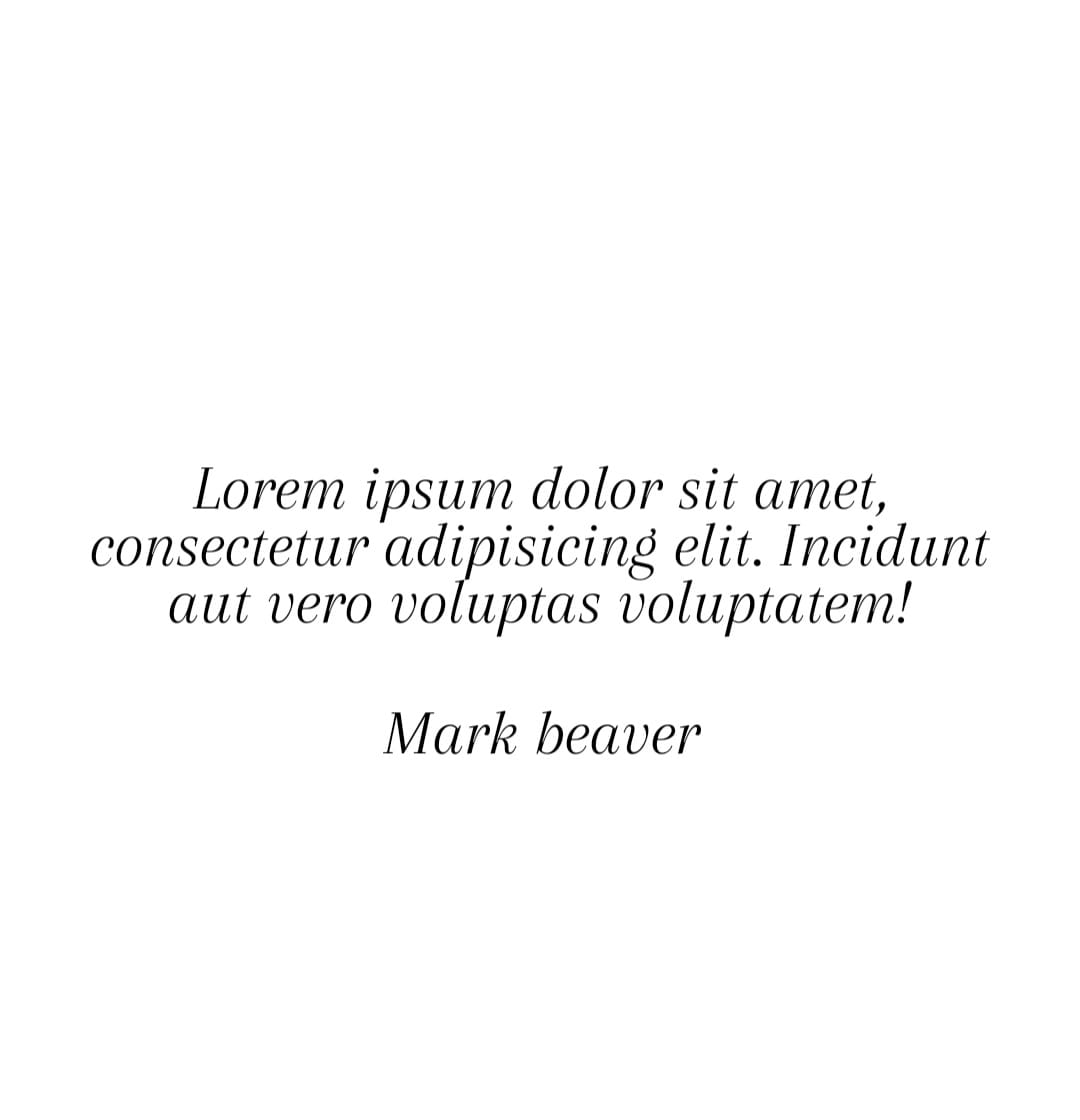 Lorem ipsum dolor sit amet,
consectetur adipisicing elit. Incidunt
aut vero voluptas voluptatem!
Mark beaver